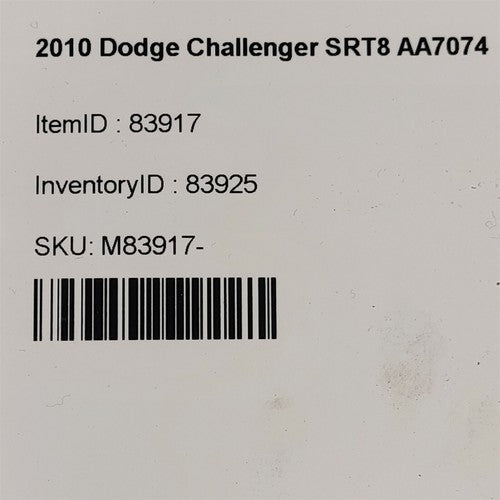 2010 Dodge Challenger SRT8 AA7074
ItemID : 83917
InventoryID : 83925
SKU: M83917-